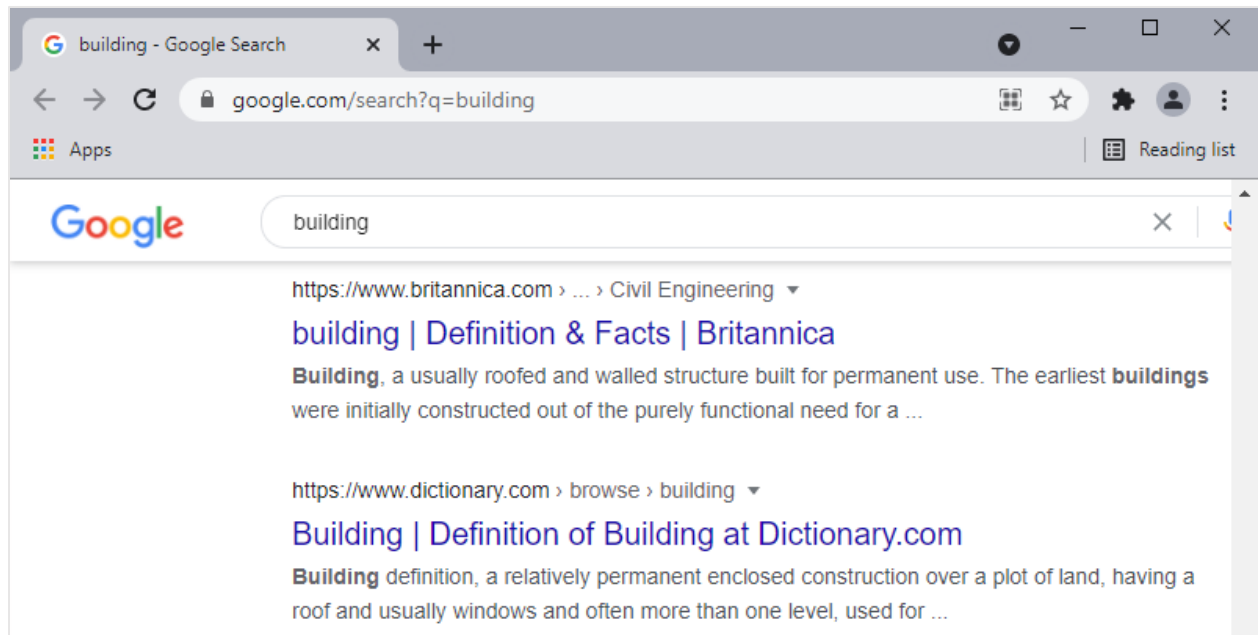 building - Google Search
google.com/search?q=building
Apps
Reading list
Google
building
https://www.britannica.com › ... › Civil Engineering
building | Definition & Facts | Britannica
Building, a usually roofed and walled structure built for permanent use. The earliest buildings
were initially constructed out of the purely functional need for a ...
https://www.dictionary.com › browse › building
Building | Definition of Building at Dictionary.com
Building definition, a relatively permanent enclosed construction over a plot of land, having a
roof and usually windows and often more than one level, used for ...